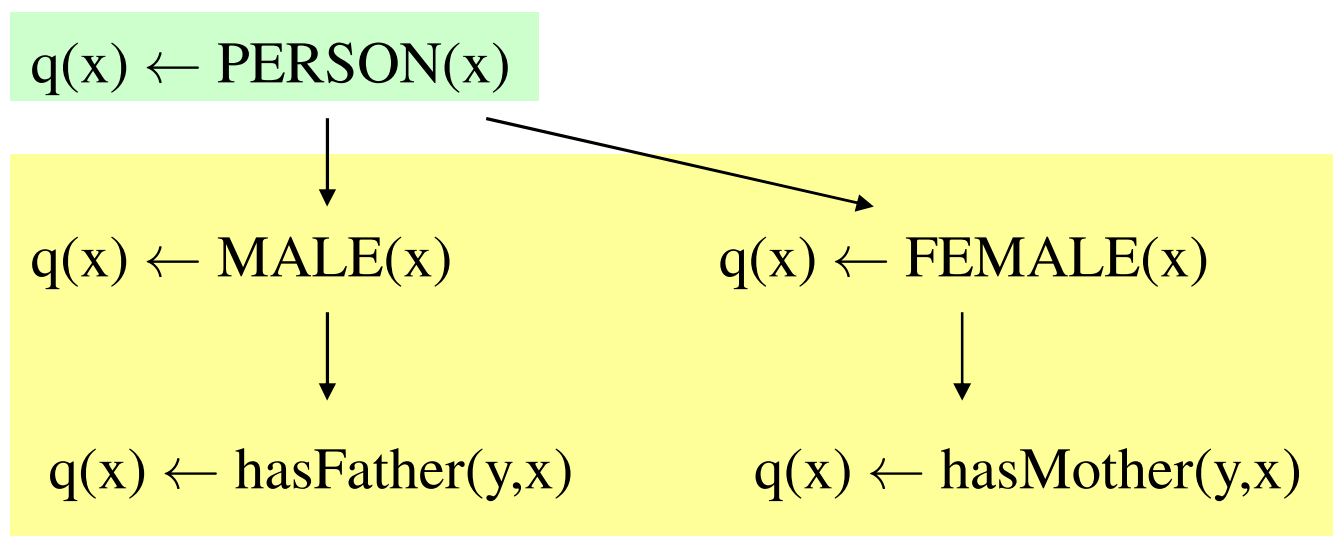 q(x) ← PERSON(x)
q(x) ← MALE(x)
q(x) ← FEMALE(x)
q(x) ← hasFather(y,x)
q(x) ← hasMother(y,x)